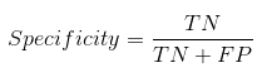 Specificity = TN / TN + FP